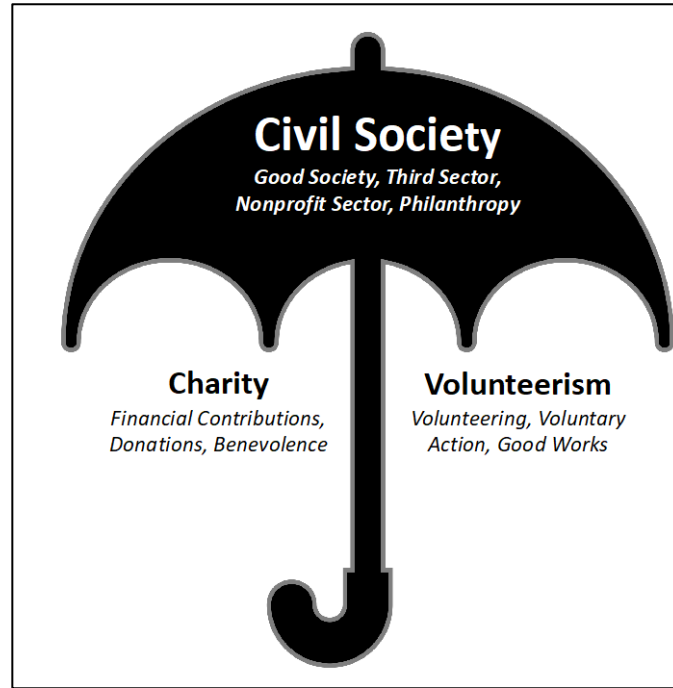 Civil Society
Good Society, Third Sector,
Nonprofit Sector, Philanthropy
Charity
Financial Contributions,
Donations, Benevolence
Volunteerism
Volunteering, Voluntary
Action, Good Works